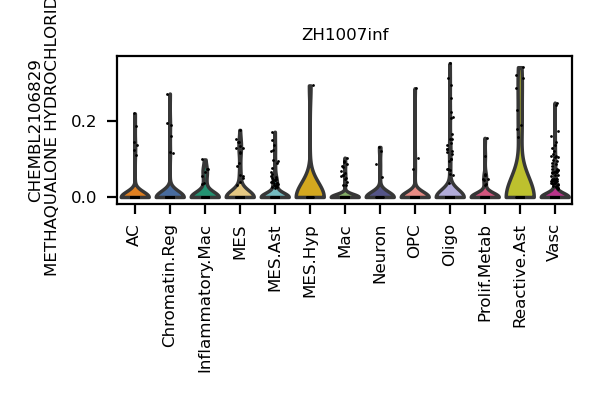 ZH1007inf
CHEMBL2106829
METHAQUALONE HYDROCHLORID
0.2
0.0
AC
Chromatin.Reg
Inflammatory.Mac
MES
MES.Ast
MES.Hyp
Mac
Neuron
OPC
Oligo
Prolif.Metab
Reactive.Ast
Vasc